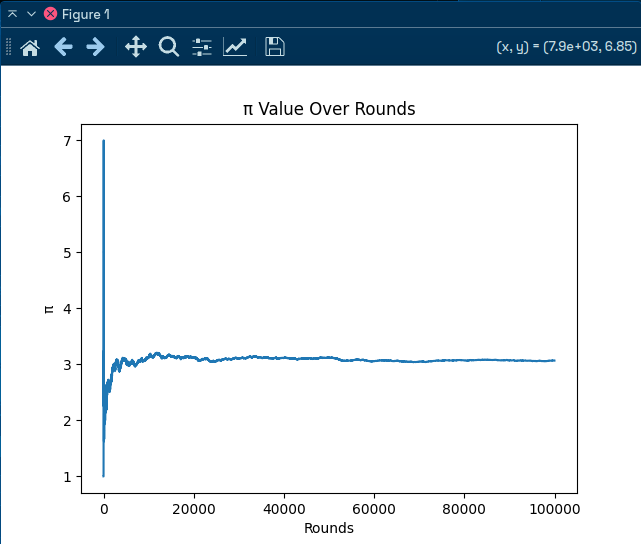 Figure 1
(x, y) = (7.9e+03, 6.85)
π Value Over Rounds
7
6
5
4
3
2
1
π
0 20000 40000 60000 80000 100000
Rounds